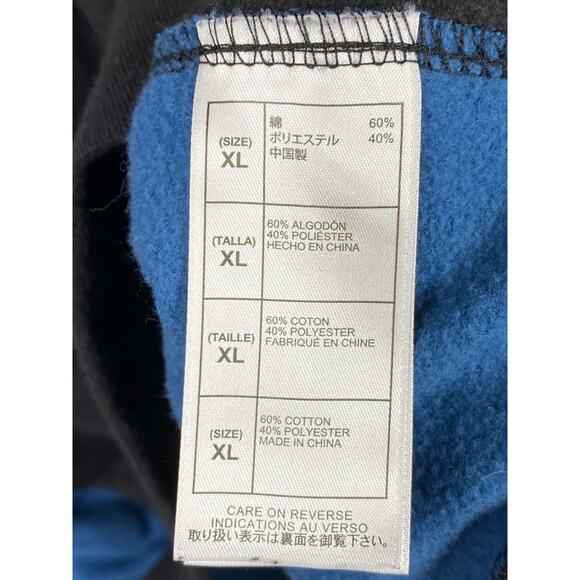 (SIZE)
XL
綿 60%
ポリエステル 40%
中国製
(TALLA)
XL
60% ALGODÓN
40% POLIÉSTER
HECHO EN CHINA
(TAILLE)
XL
60% COTON
40% POLYESTER
FABRIQUÉ EN CHINE
(SIZE)
XL
60% COTTON
40% POLYESTER
MADE IN CHINA
CARE ON REVERSE
INDICATIONS AU VERSO
取り扱い表示は裏面を御覧下さい